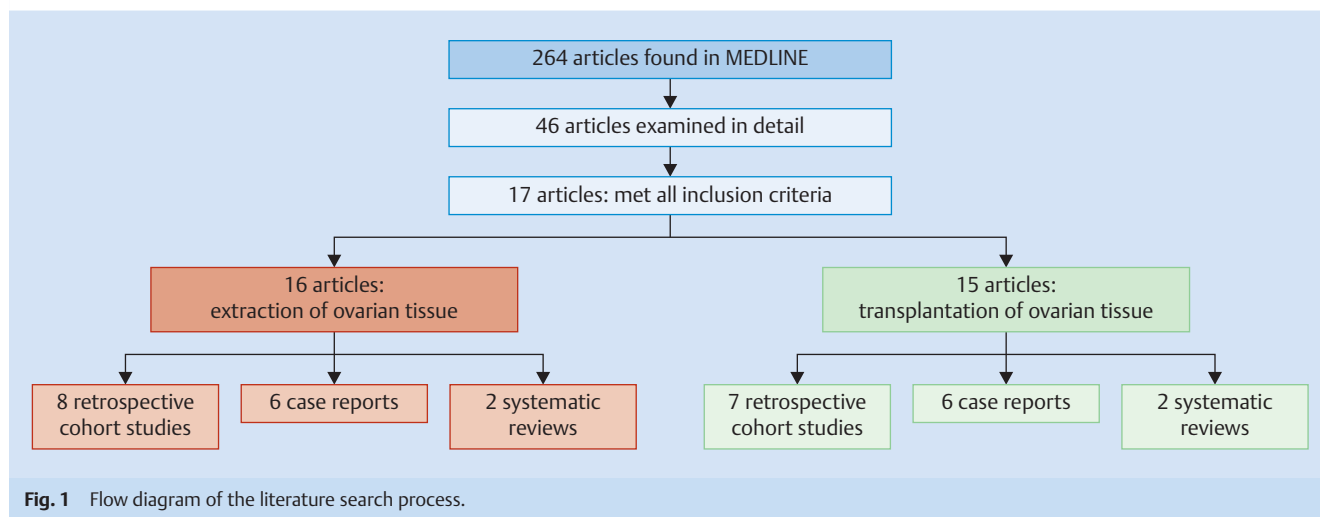 264 articles found in MEDLINE
46 articles examined in detail
17 articles: met all inclusion criteria
16 articles:
extraction of ovarian tissue
15 articles:
transplantation of ovarian tissue
8 retrospective
cohort studies
6 case reports
2 systematic
reviews
7 retrospective
cohort studies
6 case reports
2 systematic
reviews
Fig. 1 Flow diagram of the literature search process.